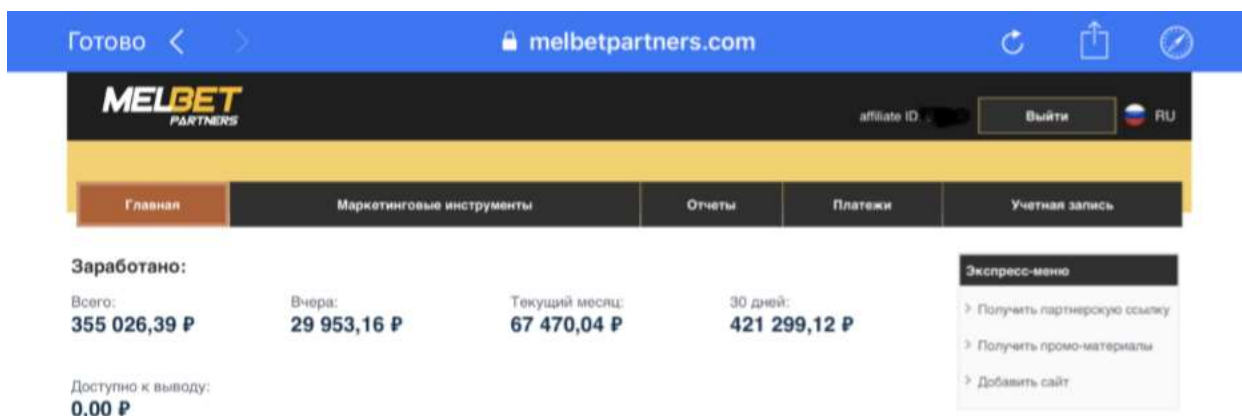 Готово
melbetpartners.com
MELBET
PARTNERS
affiliate ID
Выйти
RU
Главная
Маркетинговые инструменты
Отчеты
Платежи
Учетная запись
Заработано:
Всего:
355 026,39 ₽
Вчера:
29 953,16 ₽
Текущий месяц:
67 470,04 ₽
30 дней:
421 299,12 ₽
Доступно к выводу:
0,00 ₽
Экспресс-меню
Получить партнерскую ссылку
Получить промо-материалы
Добавить сайт